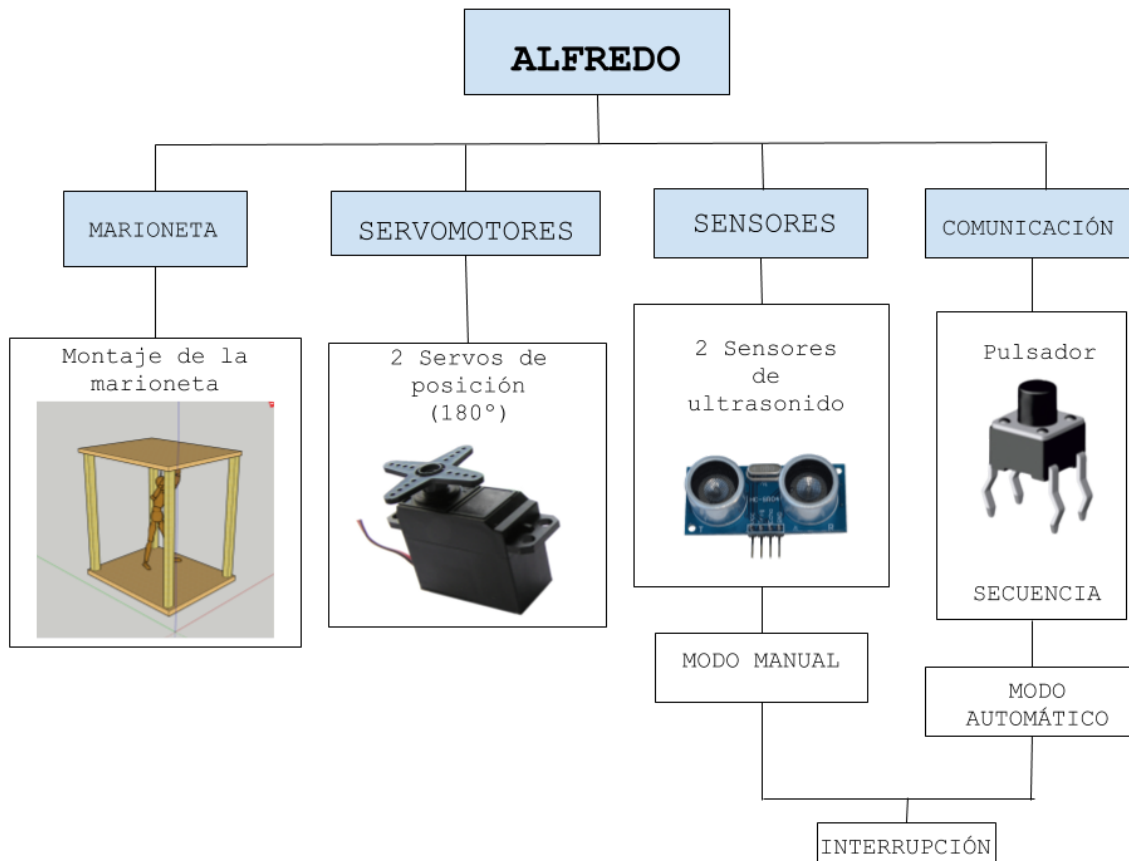 ALFREDO
MARIONETA
SERVOMOTORES
SENSORES
COMUNICACIÓN
Montaje de la
marioneta
2 Servos de
posición
(180º)
2 Sensores
de
ultrasonido
Pulsador
SECUENCIA
MODO MANUAL
MODO
AUTOMÁTICO
INTERRUPCIÓN